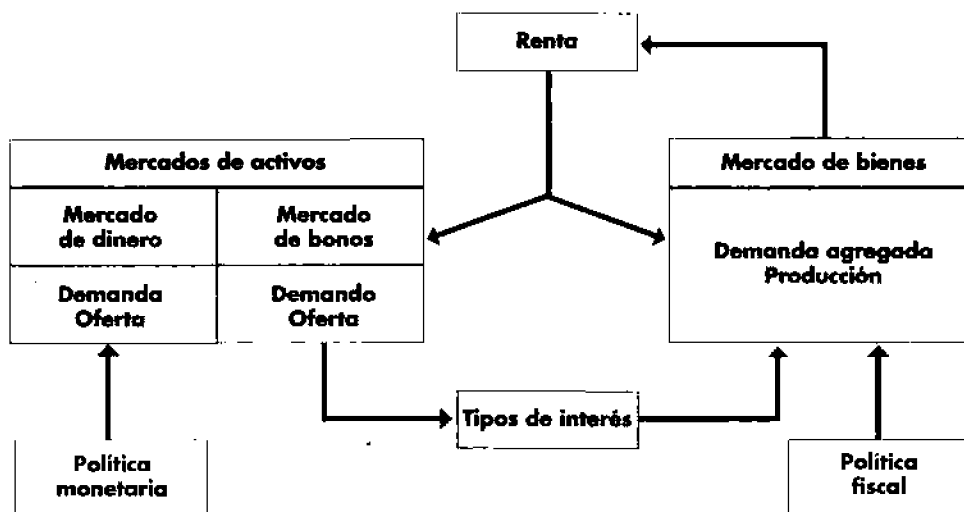 Renta
Mercados de activos
Mercado
de dinero
Mercado
de bonos
Demanda
Oferta
Demando
Oferta
Mercado de bienes
Demanda agregada
Producción
Tipos de interés
Política
monetaria
Política
fiscal